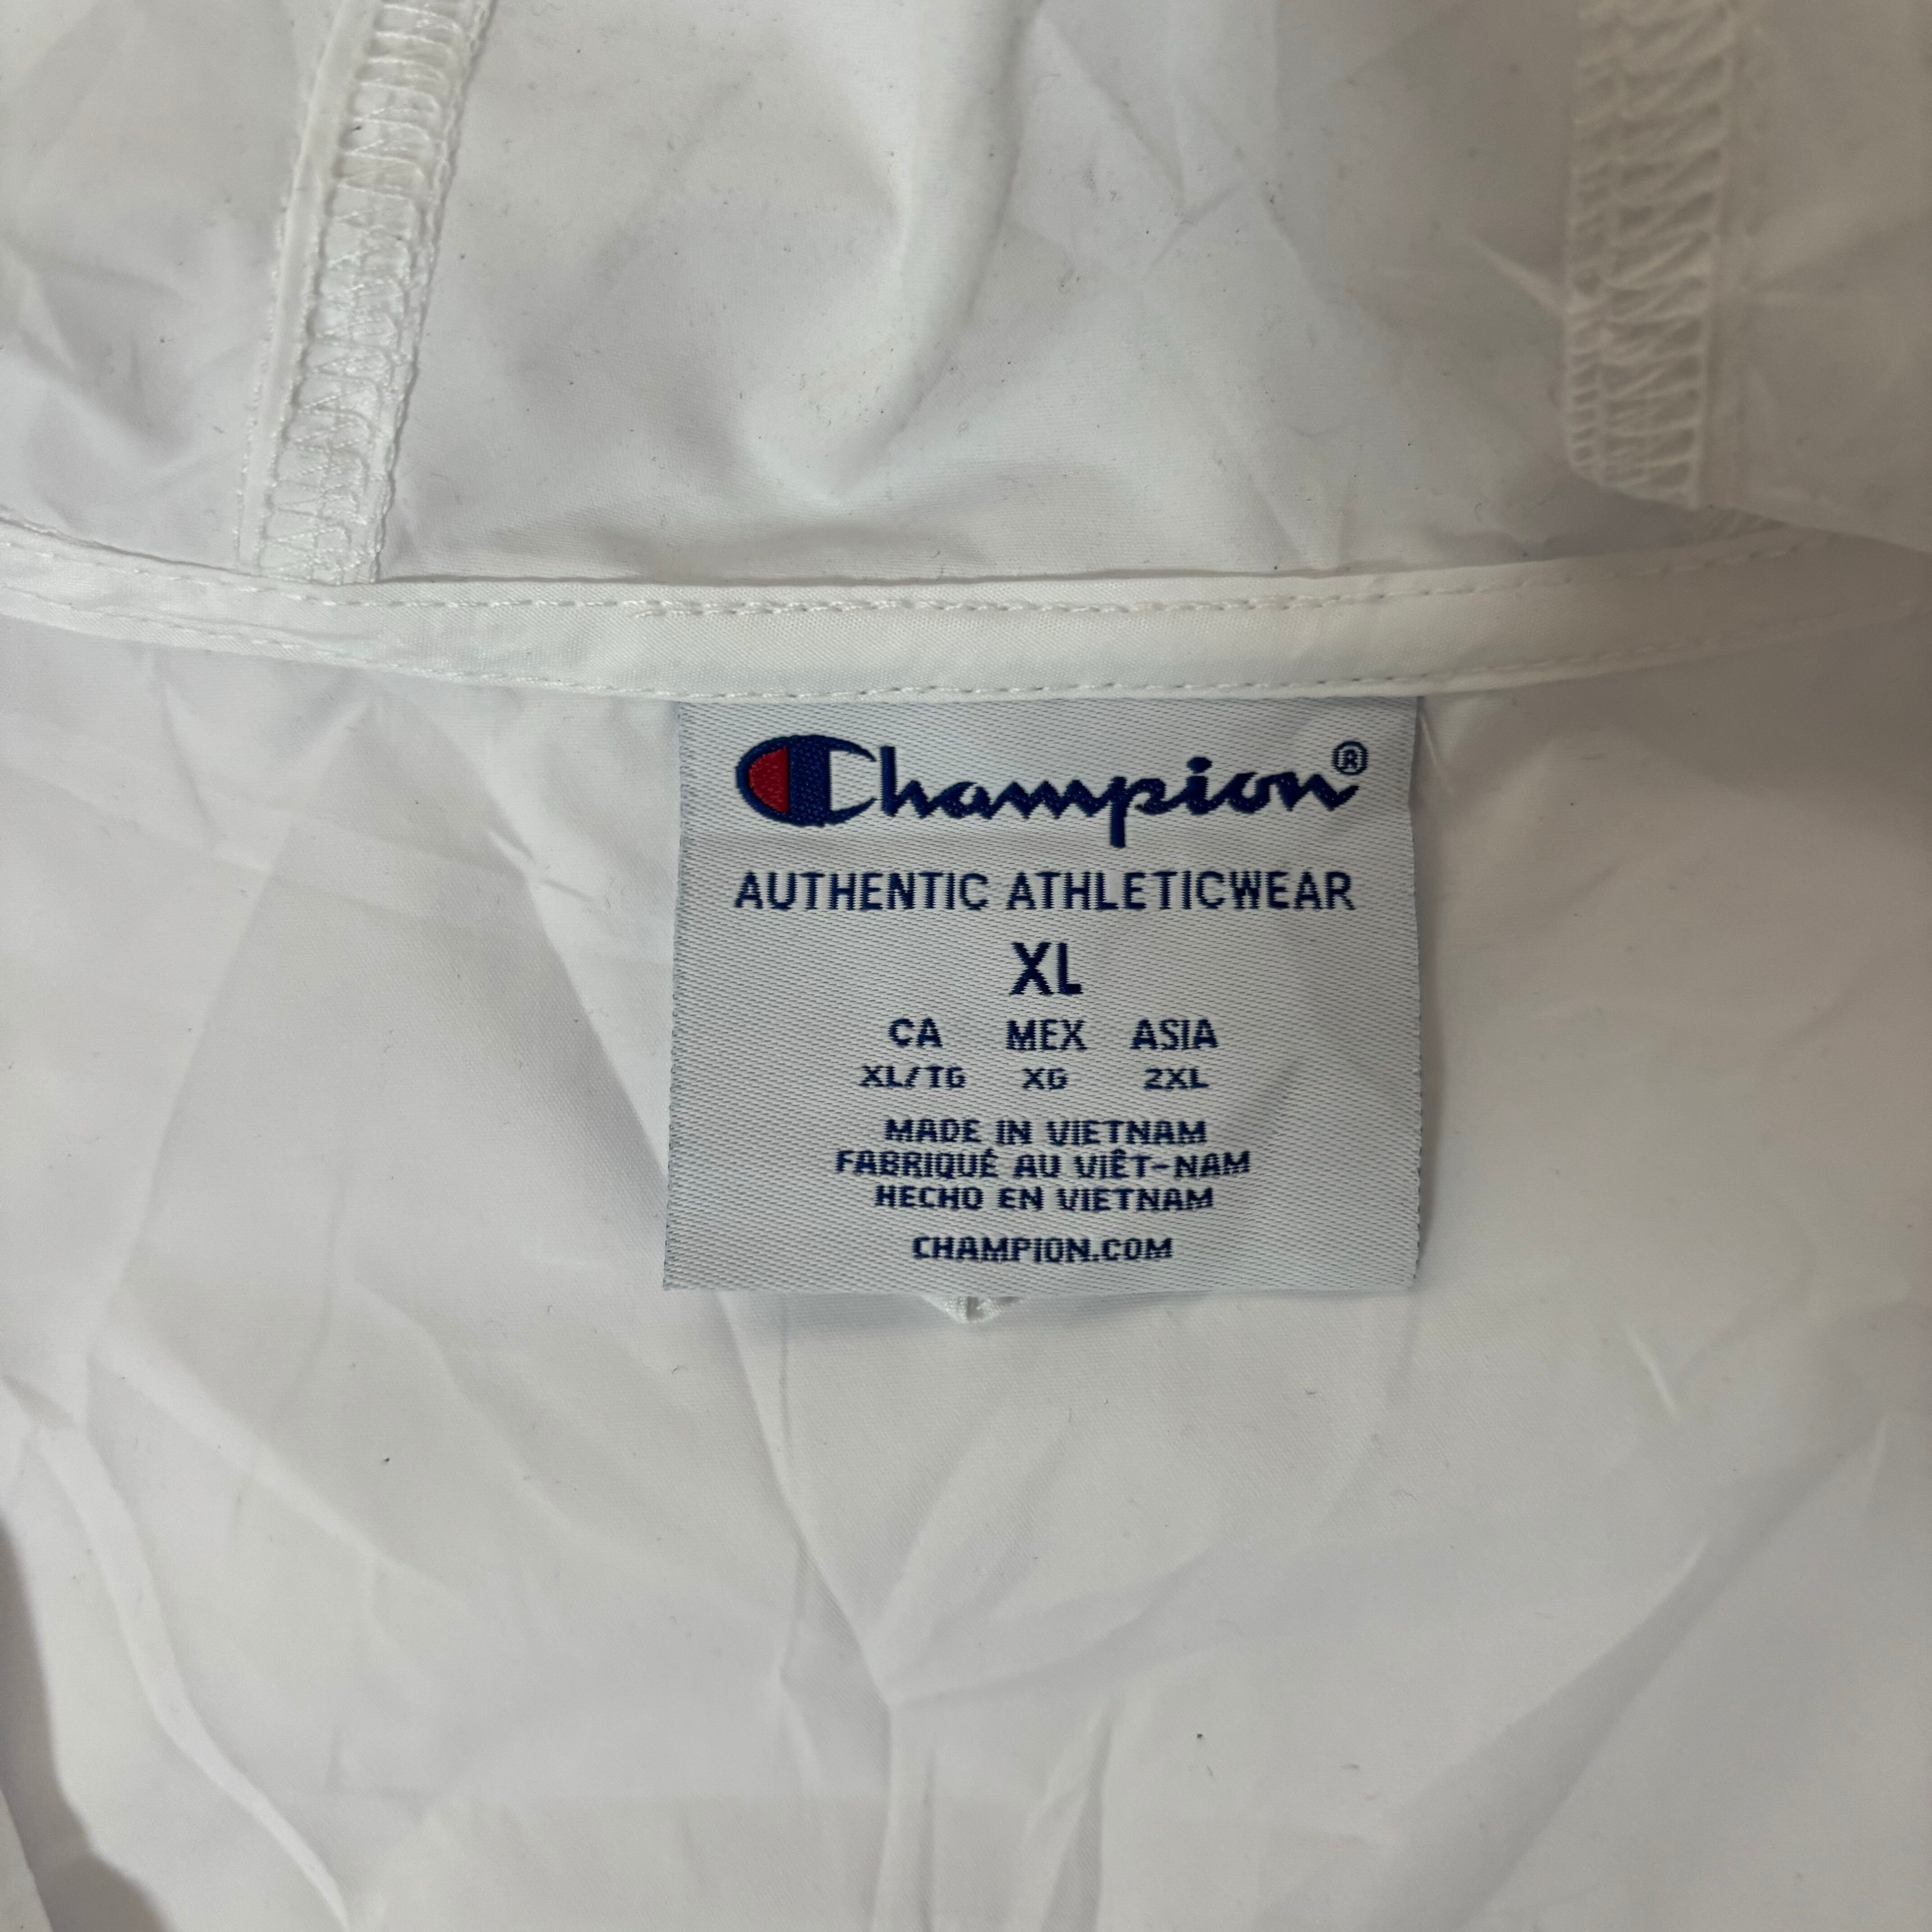 Champion®
AUTHENTIC ATHLETICWEAR
XL
CA MEX ASIA
XL/TG XG 2XL
MADE IN VIETNAM
FABRIQUÉ AU VIÊT-NAM
HECHO EN VIETNAM
CHAMPION.COM